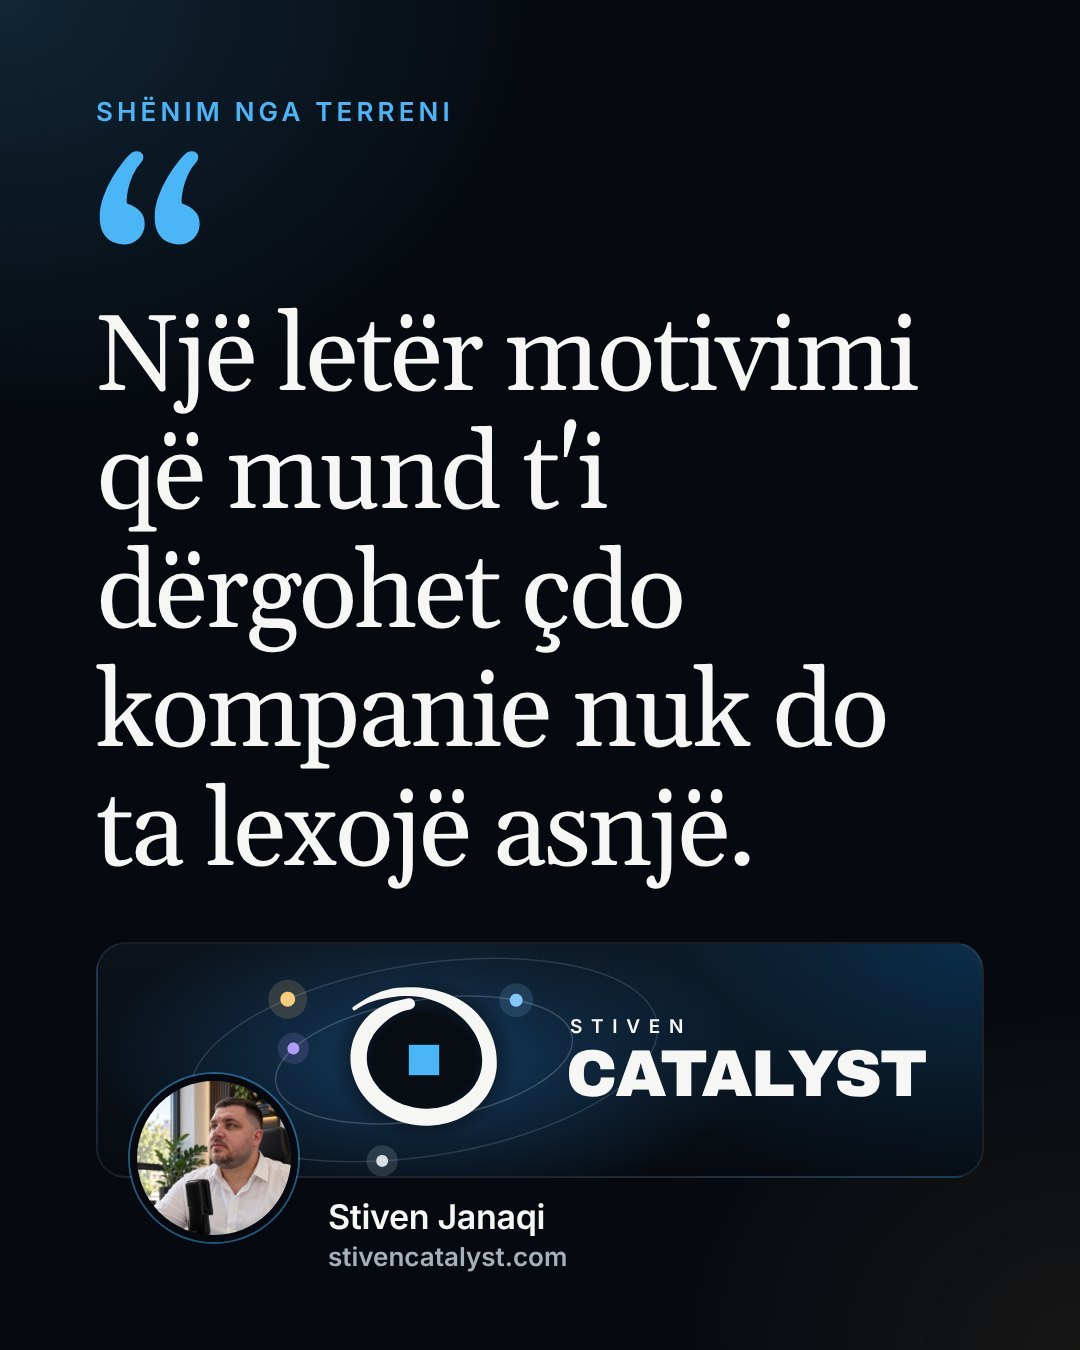 SHËNIM NGA TERRENI
“
Një letër motivimi
që mund t'i
dërgohet çdo
kompanie nuk do
ta lexojë asnjë.
STIVEN
CATALYST
Stiven Janaqi
stivencatalyst.com